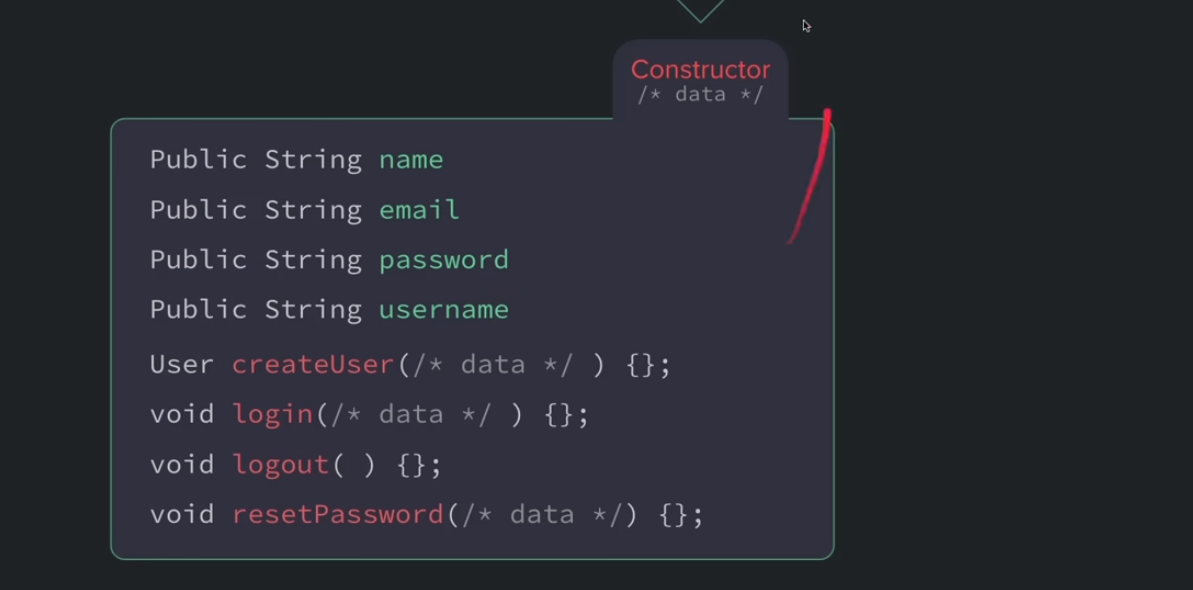 Constructor
/* data */
Public String name
Public String email
Public String password
Public String username
User createUser(/* data */ ) {};
void login(/* data */ ) {};
void logout( ) {};
void resetPassword(/* data */) {};